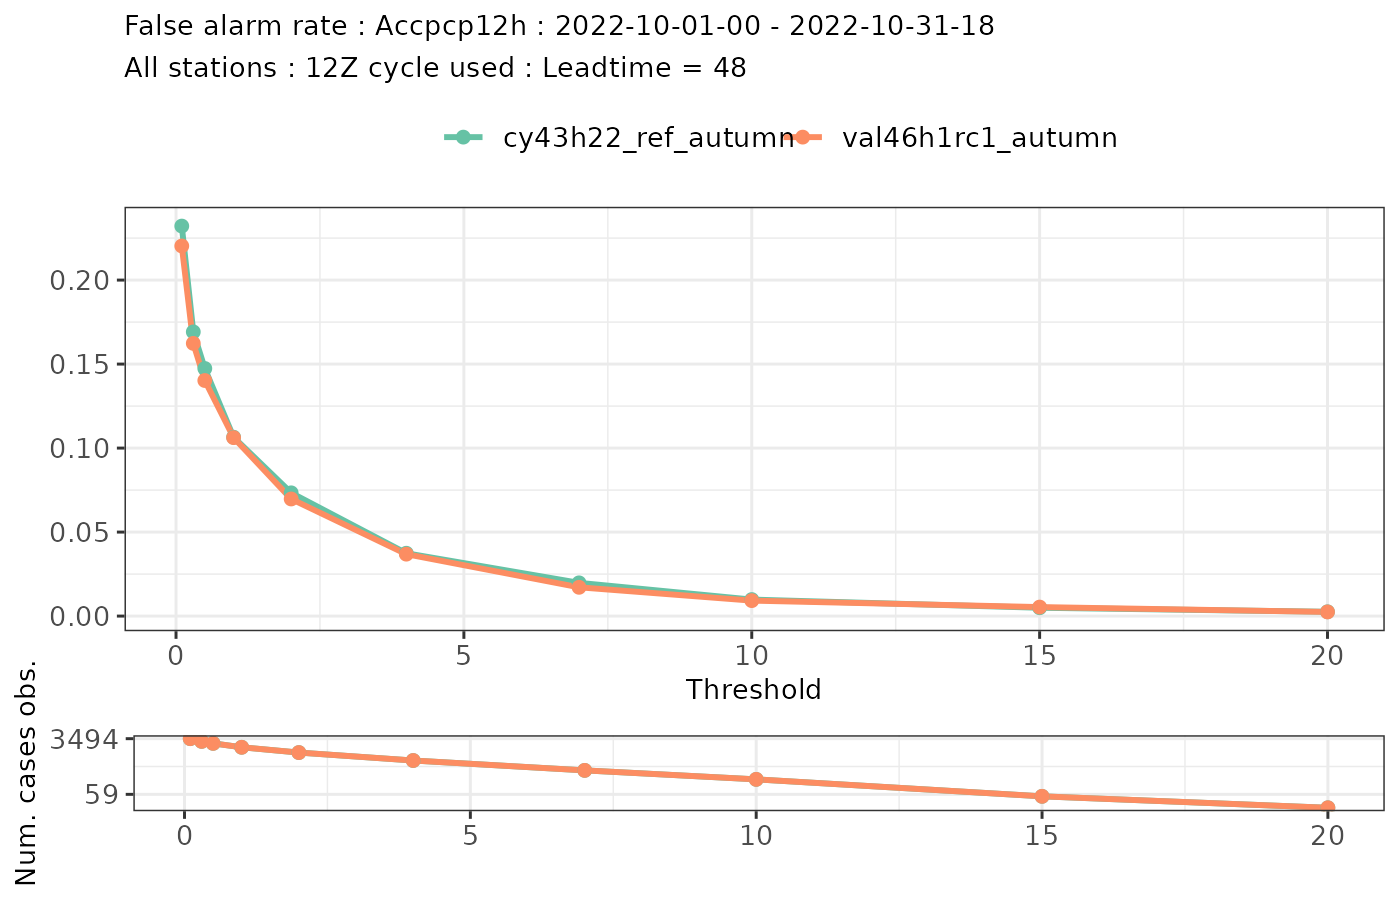 False alarm rate : Accpcp12h : 2022-10-01-00 - 2022-10-31-18
All stations : 12Z cycle used : Leadtime = 48
cy43h22_ref_autumn val46h1rc1_autumn
0.20
0.15
0.10
0.05
0.00
0 5 10 15 20
Threshold
Num. cases obs.
3494
59
0 5 10 15 20